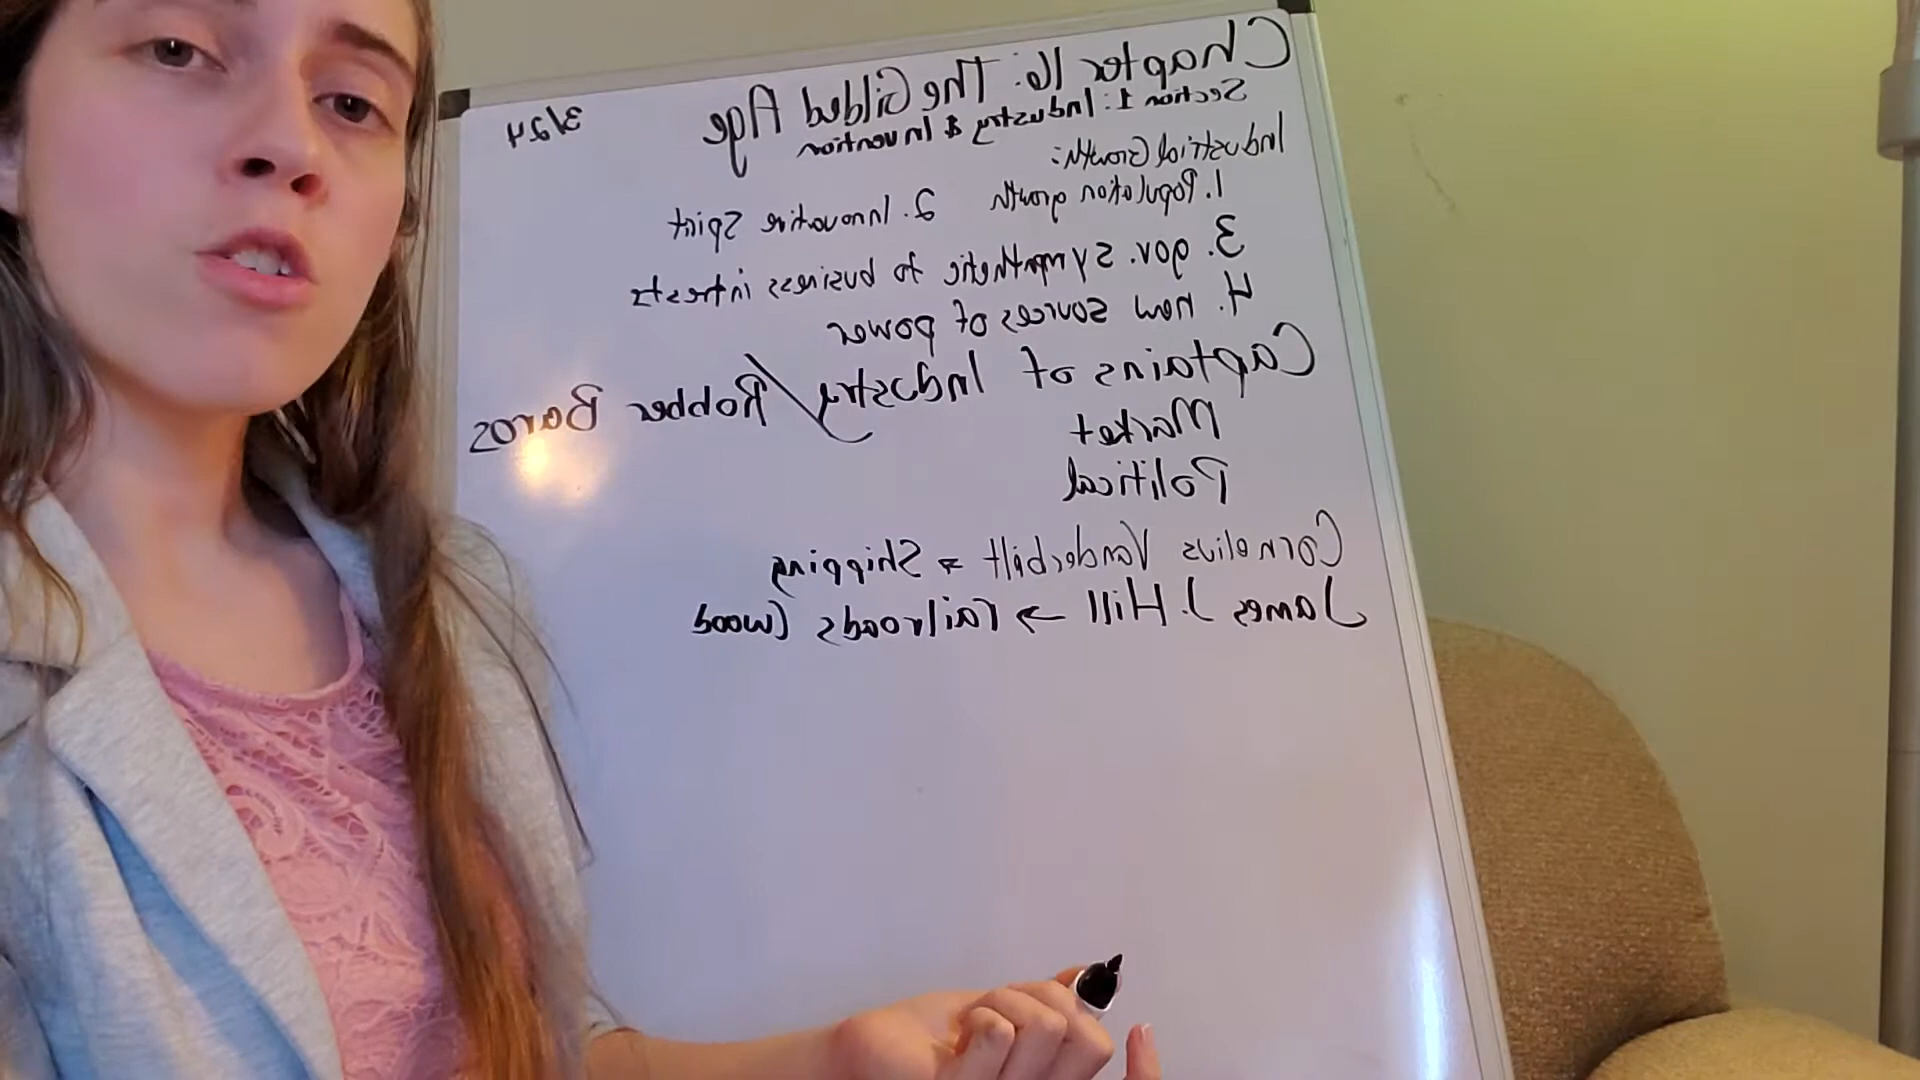 Chapter 16: The Gilded Age
3/24
Section 1: Industry & Invention
Industrial Growth:
1. Population growth 2. Innovative Spirit
3. gov. sympathetic to business intrests
4. new sources of power
Captains of Industry/Robber Barons
Market
Political
Cornelius Vanderbilt → Shipping
James J. Hill → railroads (wood